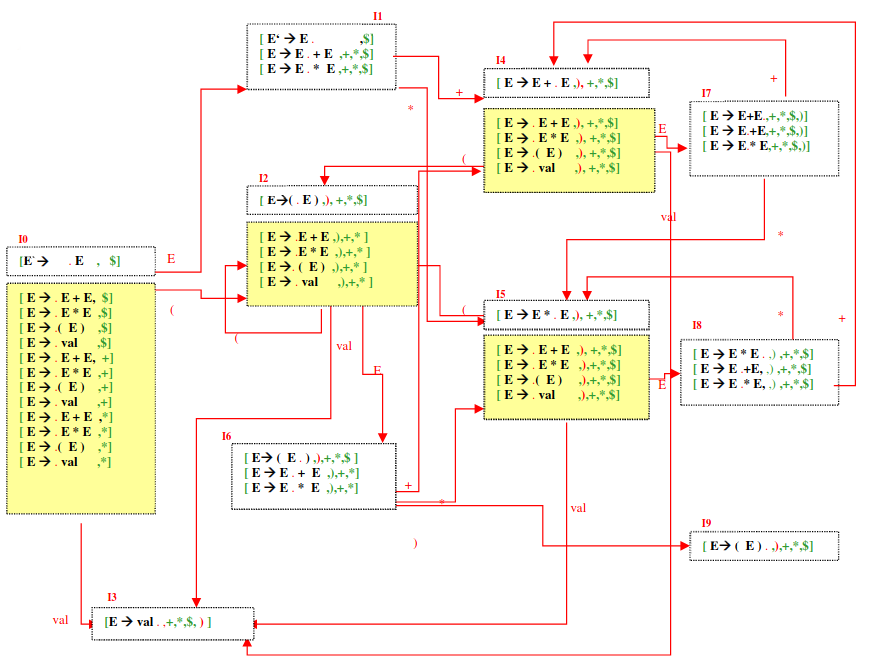 I1
[ E‘ → E . ,$]
[ E → E . + E ,+,*,$]
[ E → E . * E ,+,*,$]
I4
[ E → E + . E ,), +,*,$]
[ E → . E + E ,), +,*,$]
[ E → . E * E ,), +,*,$]
[ E → . ( E ) ,), +,*,$]
[ E → . val ,), +,*,$]
I7
[ E → E+E.,+,*,$,)]
[ E → E.+E,+,*,$,)]
[ E → E.* E,+,*,$,)]
I2
[ E→( . E ) ,), +,*,$]
[ E → .E + E ,),+,* ]
[ E → .E * E ,),+,* ]
[ E → . ( E ) ,),+,* ]
[ E → . val ,),+,* ]
I0
[E`→ . E , $]
[ E → . E + E, $]
[ E → . E * E ,$]
[ E → .( E ) ,$]
[ E → . val ,$]
[ E → . E + E, +]
[ E → . E * E ,+]
[ E → .( E ) ,+]
[ E → . val ,+]
[ E → . E + E ,*]
[ E → . E * E ,*]
[ E → .( E ) ,*]
[ E → . val ,*]
I5
[ E → E * . E ,), +,*,$]
[ E → . E + E ,), +,*,$]
[ E → . E * E ,),+,*,$]
[ E → . ( E ) ,),+,*,$]
[ E → . val ,),+,*,$]
I8
[ E → E * E . ,) ,+,*,$]
[ E → E .+E, ,) ,+,*,$]
[ E → E .* E, ,) ,+,*,$]
I6
[ E→ ( E . ) ,),+,*,$ ]
[ E → E . + E ,),+,*]
[ E → E . * E ,),+,*]
I9
[ E→ ( E ) . ,),+,*,$]
I3
[E → val . ,+,*,$, ) ]
E
(
+
*
(
E
+
val
*
(
val
E
(
E
*
+
+
*
val
)
val